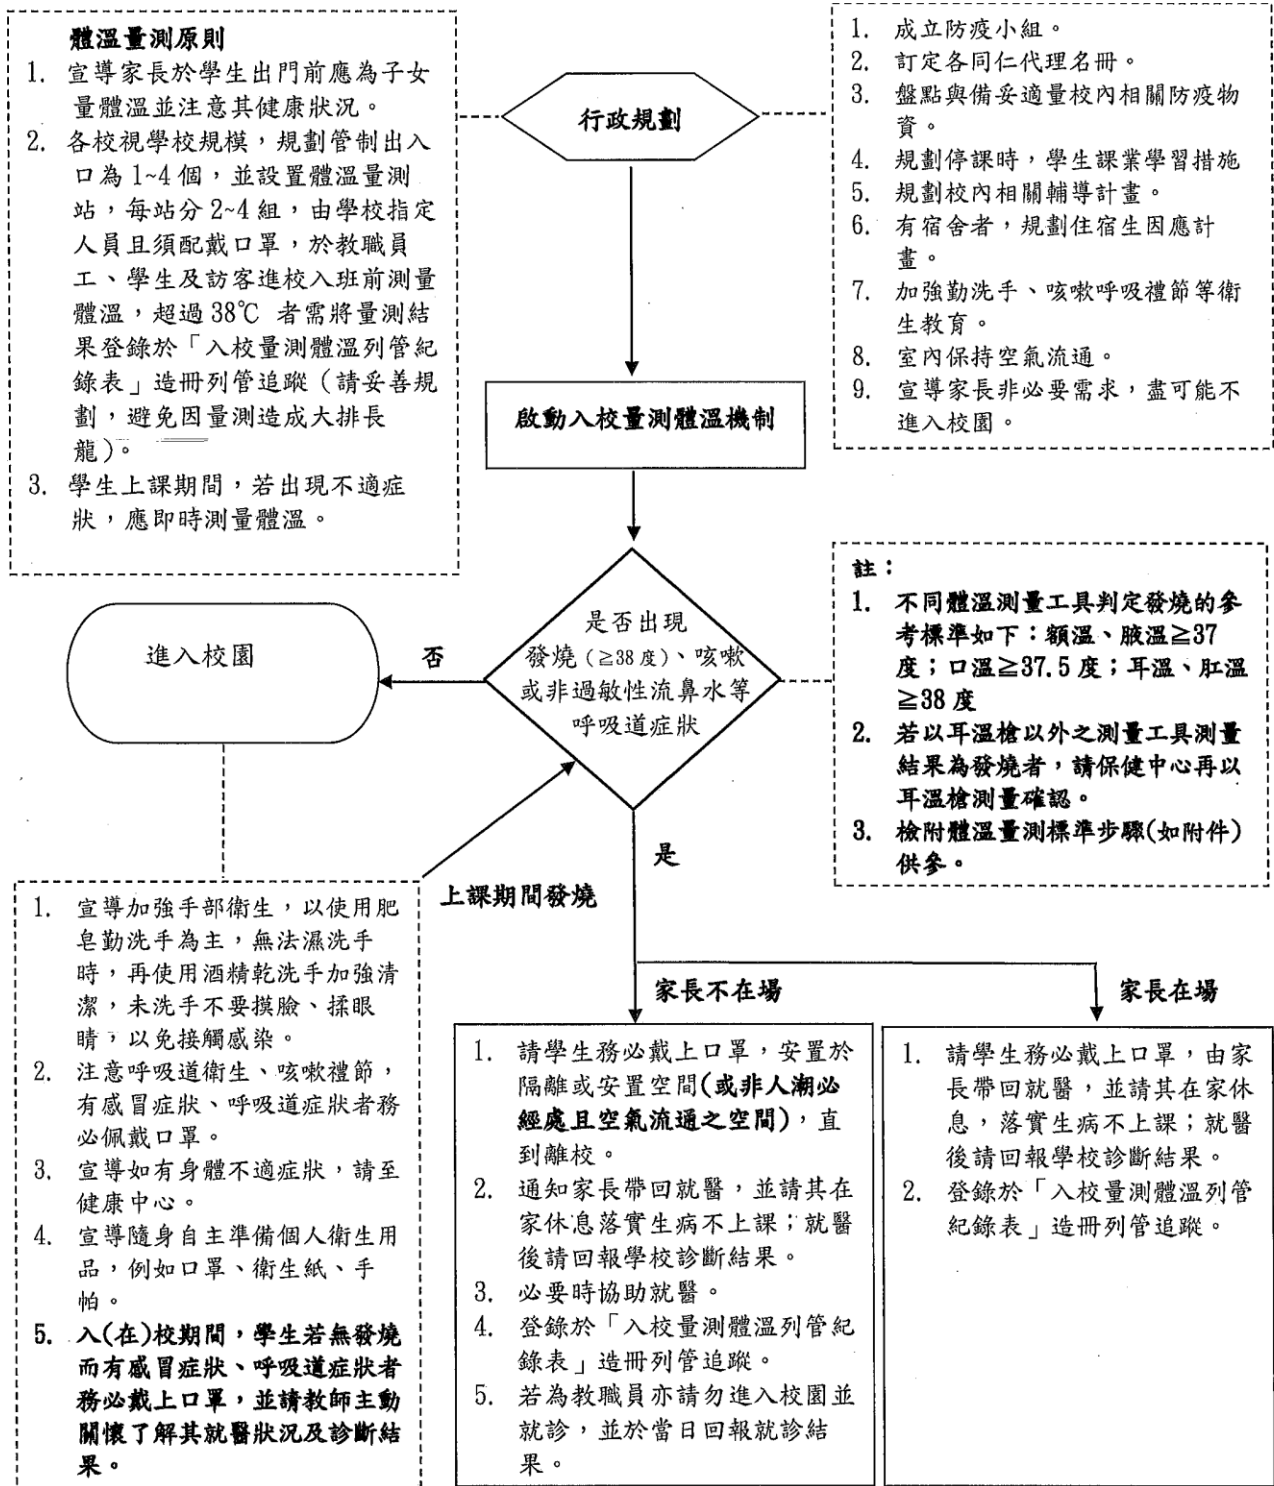 體溫量測原則
1. 宣導家長於學生出門前應為子女
量體溫並注意其健康狀況。
2. 各校視學校規模，規劃管制出入
口為 1~4 個，並設置體溫量測
站，每站分 2~4 組，由學校指定
人員且須配戴口罩，於教職員
工、學生及訪客進校入班前測量
體溫，超過 38℃ 者需將量測結
果登錄於「入校量測體溫列管紀
錄表」造冊列管追蹤（請妥善規
劃，避免因量測造成大排長
龍）。
3. 學生上課期間，若出現不適症
狀，應即時測量體溫。
行政規劃
1. 成立防疫小組。
2. 訂定各同仁代理名冊。
3. 盤點與備妥適量校內相關防疫物
資。
4. 規劃停課時，學生課業學習措施
5. 規劃校內相關輔導計畫。
6. 有宿舍者，規劃住宿生因應計
畫。
7. 加強勤洗手、咳嗽呼吸禮節等衛
生教育。
8. 室內保持空氣流通。
9. 宣導家長非必要需求，盡可能不
進入校園。
啟動入校量測體溫機制
是否出現
發燒（≧38 度）、咳嗽
或非過敏性流鼻水等
呼吸道症狀
否
進入校園
註：
1. 不同體溫測量工具判定發燒的參
考標準如下：額溫、腋溫≧37
度；口溫≧37.5 度；耳溫、肛溫
≧38 度
2. 若以耳溫槍以外之測量工具測量
結果為發燒者，請保健中心再以
耳溫槍測量確認。
3. 檢附體溫量測標準步驟(如附件)
供參。
是
上課期間發燒
1. 宣導加強手部衛生，以使用肥
皂勤洗手為主，無法濕洗手
時，再使用酒精乾洗手加強清
潔，未洗手不要摸臉、揉眼
睛，以免接觸感染。
2. 注意呼吸道衛生、咳嗽禮節，
有感冒症狀、呼吸道症狀者務
必佩戴口罩。
3. 宣導如有身體不適症狀，請至
健康中心。
4. 宣導隨身自主準備個人衛生用
品，例如口罩、衛生紙、手
帕。
5. 入(在)校期間，學生若無發燒
而有感冒症狀、呼吸道症狀者
務必戴上口罩，並請教師主動
關懷了解其就醫狀況及診斷結
果。
家長不在場
1. 請學生務必戴上口罩，安置於
隔離或安置空間(或非人潮必
經處且空氣流通之空間)，直
到離校。
2. 通知家長帶回就醫，並請其在
家休息落實生病不上課；就醫
後請回報學校診斷結果。
3. 必要時協助就醫。
4. 登錄於「入校量測體溫列管紀
錄表」造冊列管追蹤。
5. 若為教職員亦請勿進入校園並
就診，並於當日回報就診結
果。
家長在場
1. 請學生務必戴上口罩，由家
長帶回就醫，並請其在家休
息，落實生病不上課；就醫
後請回報學校診斷結果。
2. 登錄於「入校量測體溫列管
紀錄表」造冊列管追蹤。